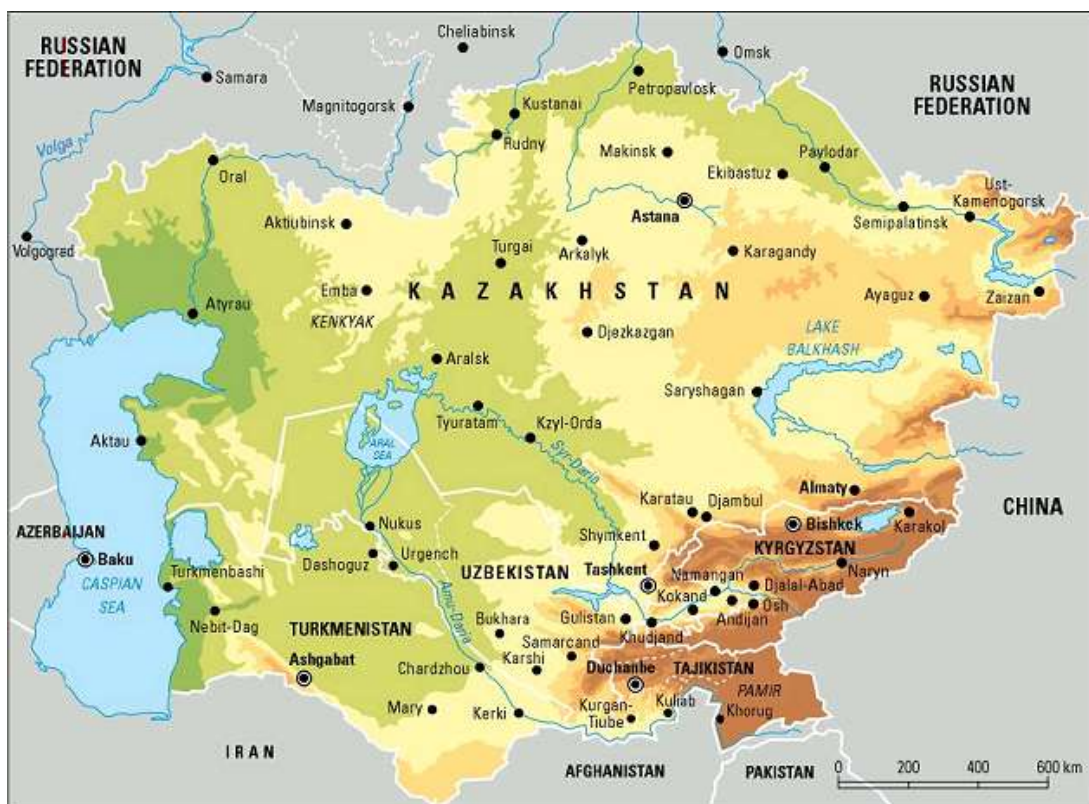 Cheliabinsk
Omsk
RUSSIAN
FEDERATION
Samara
Petropavlosk
RUSSIAN
FEDERATION
Magnitogorsk
Kustanai
Rudny
Volga
Makinsk
Pavlodar
Oral
Ekibastuz
Ust-
Kamenogorsk
Astana
Semipalatinsk
Aktiubinsk
Volgograd
Turgai
Arkalyk
Karagandy
Emba
KAZAKHSTAN
Ayaguz
Zaizan
Atyrau
KENKYAK
Djezkazgan
LAKE
BALKHASH
Aralsk
Saryshagan
Tyuratam
Kzyl-Orda
Aktau
ARAL
SEA
Syr-Daria
Almaty
Karatau
Djambul
CHINA
AZERBAIJAN
Nukus
Bishkek
Karakol
Shymkent
KYRGYZSTAN
Baku
Dashoguz
Urgench
UZBEKISTAN
Tashkent
Namangan
Djalal-Abad
Naryn
CASPIAN
SEA
Turkmenbashi
Kokand
Osh
Amu-Daria
Bukhara
Gulistan
Andijan
Nebit-Dag
TURKMENISTAN
Khudjand
Samarcand
Ashgabat
Chardzhou
Karshi
Duchanbe
TAJIKISTAN
PAMIR
Mary
Kerki
Kurgan-
Tiube
Kuliab
Khorug
IRAN
AFGHANISTAN
PAKISTAN
0 200 400 600 km